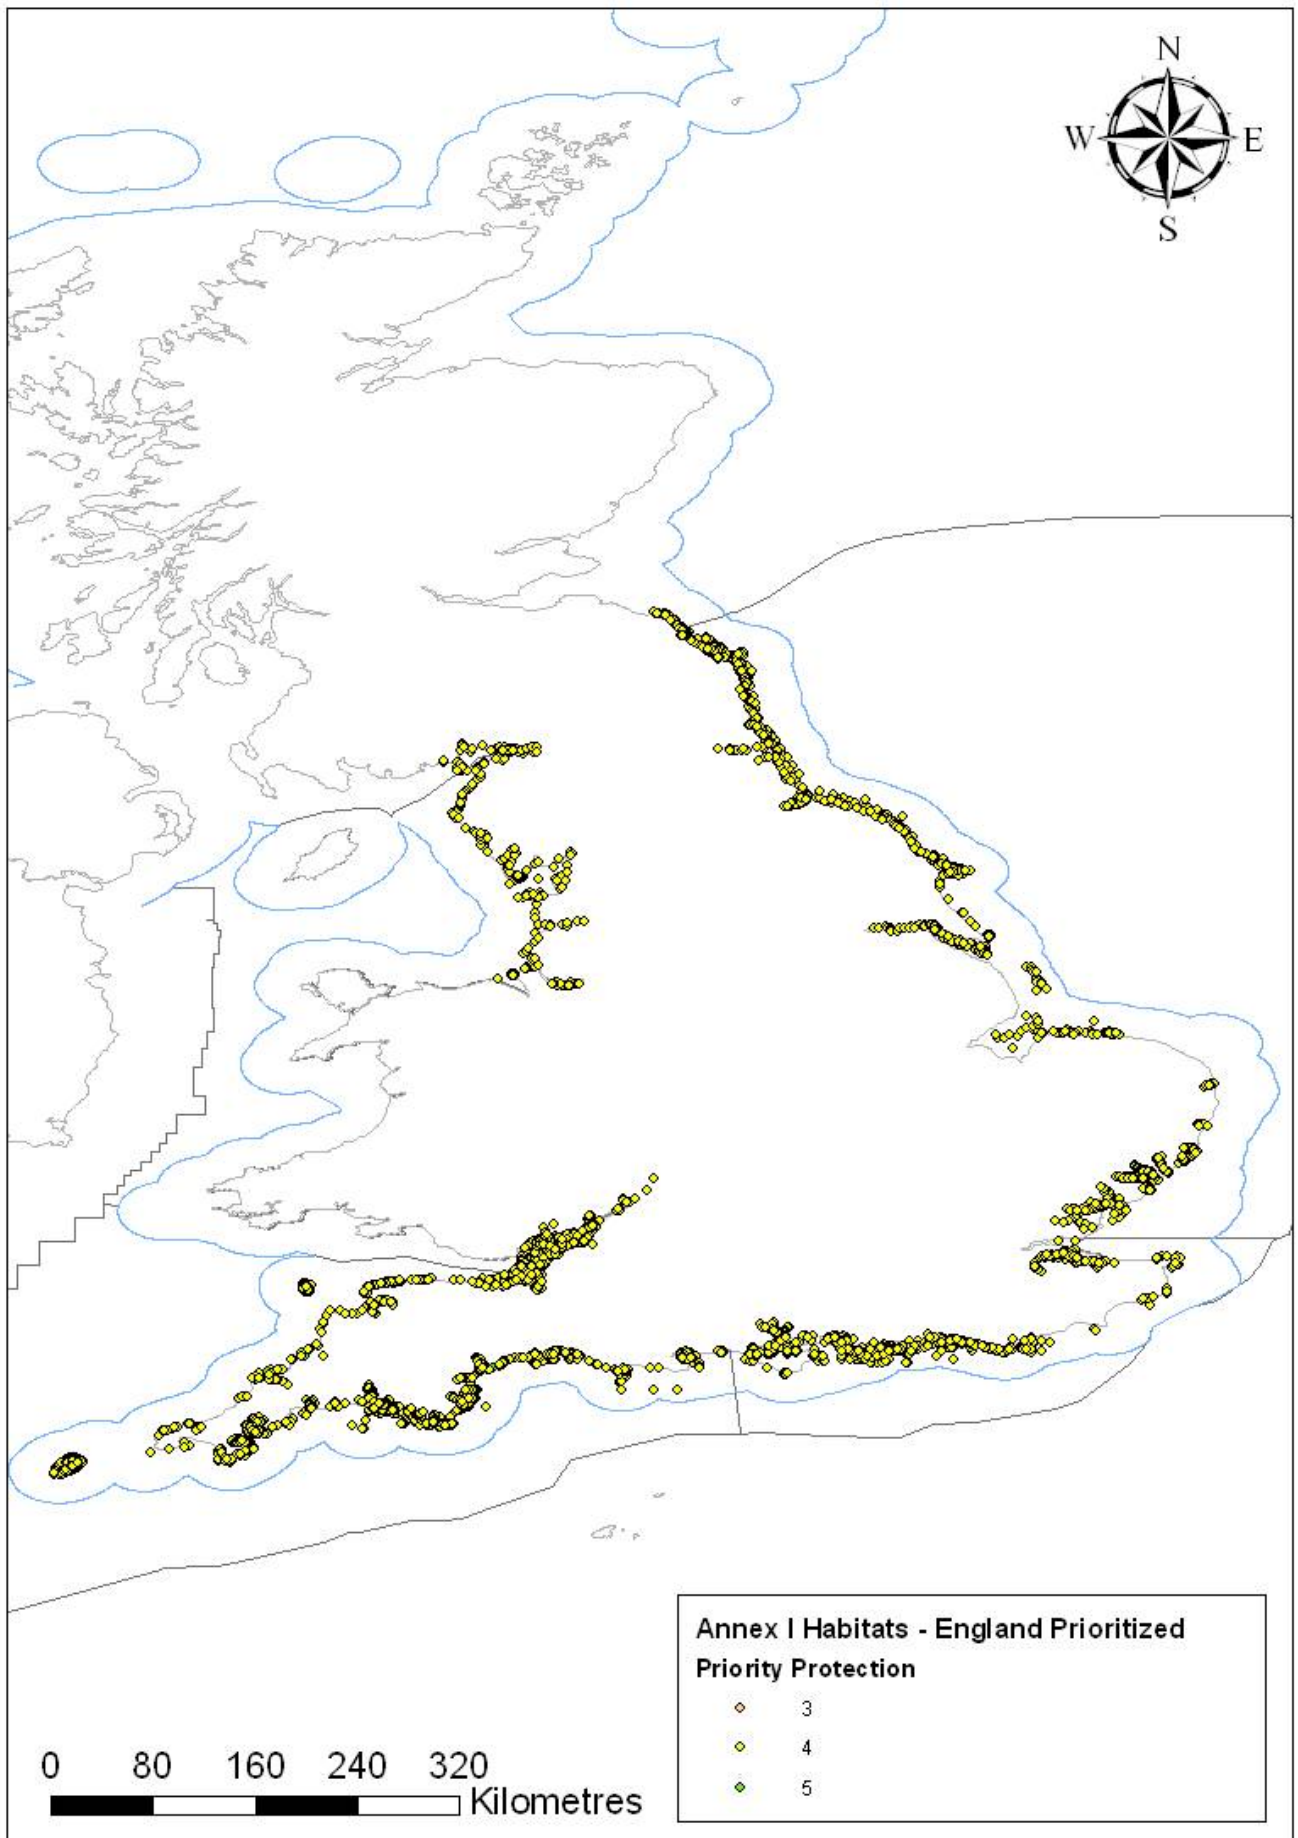 N
W E
S
Annex I Habitats - England Prioritized
Priority Protection
3
4
5
0 80 160 240 320
Kilometres